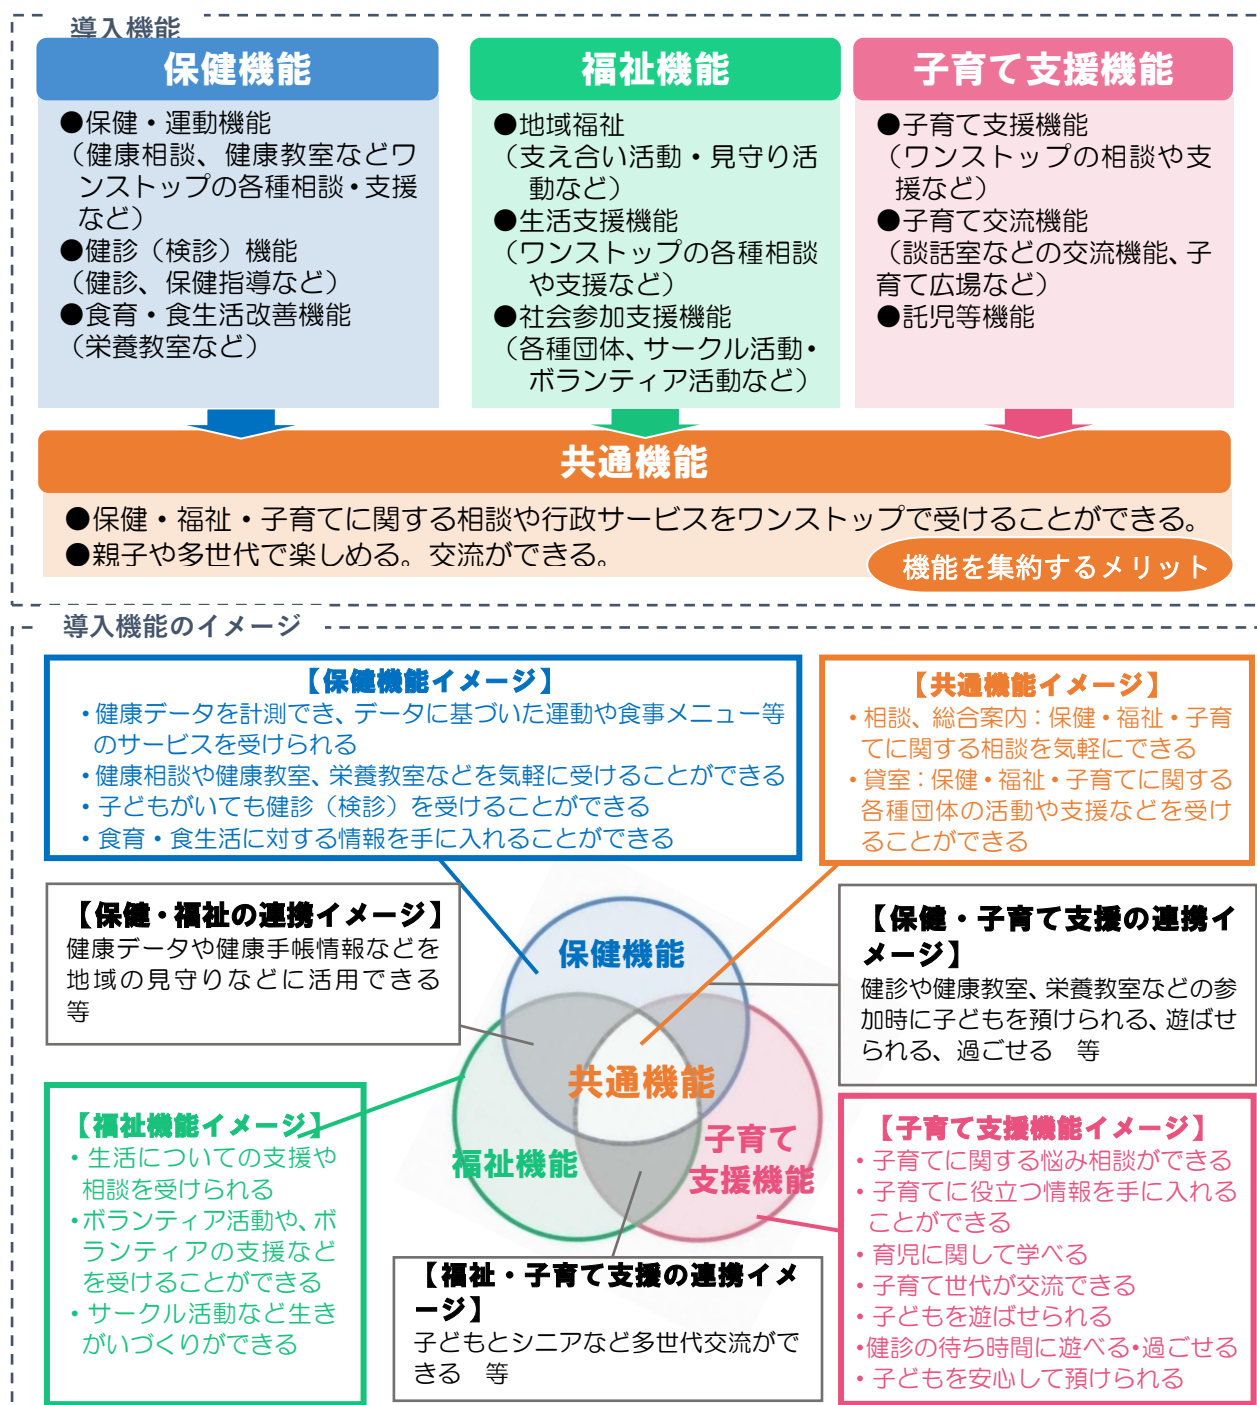 導入機能
保健機能
●保健・運動機能
（健康相談、健康教室などワ
ンストップの各種相談・支援
など）
●健診（検診）機能
（健診、保健指導など）
●食育・食生活改善機能
（栄養教室など）
福祉機能
●地域福祉
（支え合い活動・見守り活
動など）
●生活支援機能
（ワンストップの各種相談
や支援など）
●社会参加支援機能
（各種団体、サークル活動・
ボランティア活動など）
子育て支援機能
●子育て支援機能
（ワンストップの相談や支
援など）
●子育て交流機能
（談話室などの交流機能、子
育て広場など）
●託児等機能
共通機能
●保健・福祉・子育てに関する相談や行政サービスをワンストップで受けることができる。
●親子や多世代で楽しめる。交流ができる。
機能を集約するメリット
導入機能のイメージ
【保健機能イメージ】
・健康データを計測でき、データに基づいた運動や食事メニュー等
のサービスを受けられる
・健康相談や健康教室、栄養教室などを気軽に受けることができる
・子どもがいても健診（検診）を受けることができる
・食育・食生活に対する情報を手に入れることができる
【共通機能イメージ】
・相談、総合案内：保健・福祉・子育
てに関する相談を気軽にできる
・貸室：保健・福祉・子育てに関する
各種団体の活動や支援などを受け
ることができる
【保健・福祉の連携イメージ】
健康データや健康手帳情報などを
地域の見守りなどに活用できる
等
【保健・子育て支援の連携イ
メージ】
健診や健康教室、栄養教室などの参
加時に子どもを預けられる、遊ばせ
られる、過ごせる　等
保健機能
共通機能
福祉機能
子育て
支援機能
【福祉機能イメージ】
・生活についての支援や
相談を受けられる
・ボランティア活動や、ボ
ランティアの支援など
を受けることができる
・サークル活動など生き
がいづくりができる
【福祉・子育て支援の連携イメ
ージ】
子どもとシニアなど多世代交流がで
きる　等
【子育て支援機能イメージ】
・子育てに関する悩み相談ができる
・子育てに役立つ情報を手に入れる
ことができる
・育児に関して学べる
・子育て世代が交流できる
・子どもを遊ばせられる
・健診の待ち時間に遊べる・過ごせる
・子どもを安心して預けられる